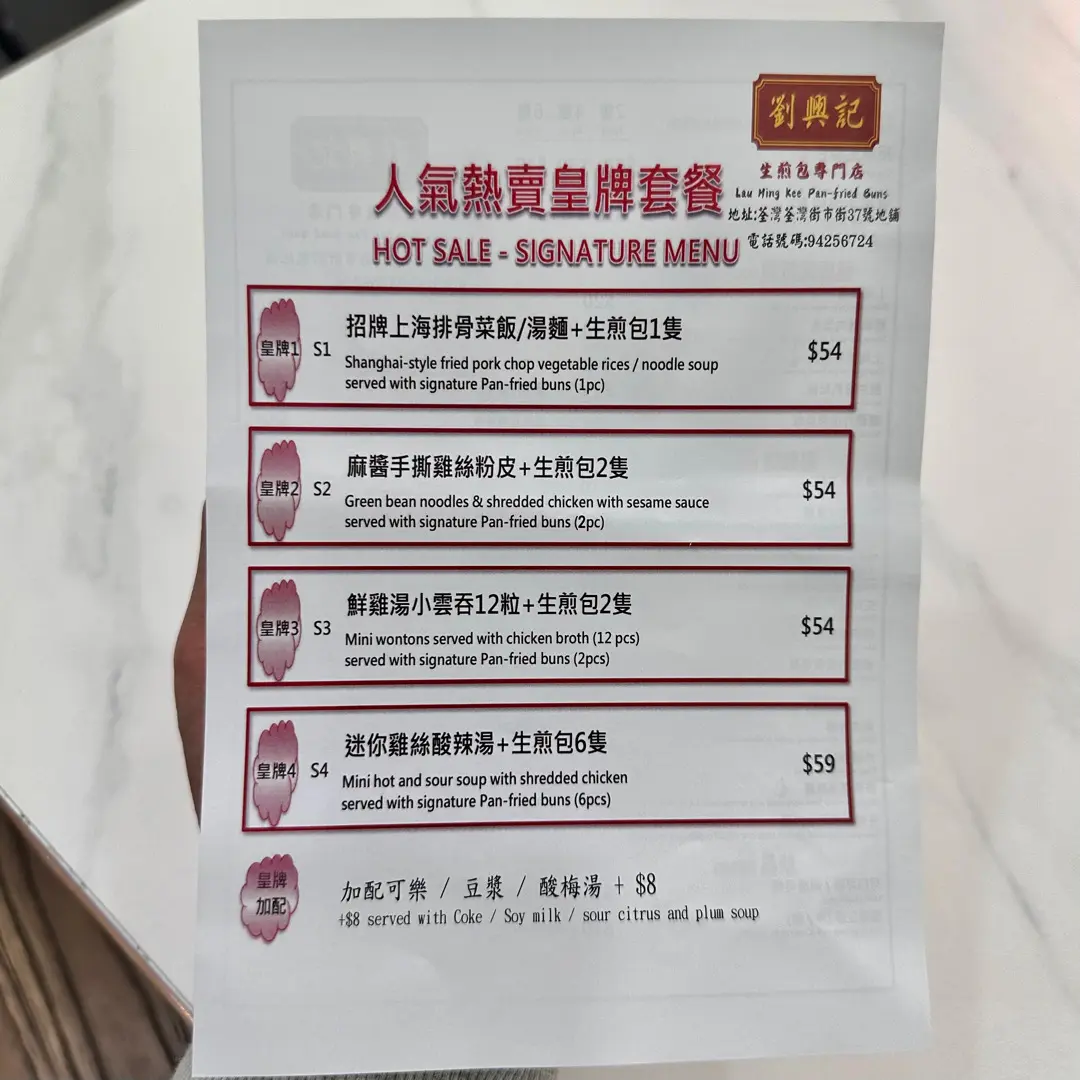 劉興記
生煎包專門店
Lau Hing Kee Pan-fried Buns
地址:荃灣荃灣街市街37號地舖
電話號碼:94256724
人氣熱賣皇牌套餐
HOT SALE - SIGNATURE MENU
皇牌1 S1 招牌上海排骨菜飯/湯麵+生煎包1隻 $54
Shanghai-style fried pork chop vegetable rices / noodle soup
served with signature Pan-fried buns (1pc)
皇牌2 S2 麻醬手撕雞絲粉皮+生煎包2隻 $54
Green bean noodles & shredded chicken with sesame sauce
served with signature Pan-fried buns (2pc)
皇牌3 S3 鮮雞湯小雲吞12粒+生煎包2隻 $54
Mini wontons served with chicken broth (12 pcs)
served with signature Pan-fried buns (2pcs)
皇牌4 S4 迷你雞絲酸辣湯+生煎包6隻 $59
Mini hot and sour soup with shredded chicken
served with signature Pan-fried buns (6pcs)
皇牌
加配
加配可樂 / 豆漿 / 酸梅湯 + $8
+$8 served with Coke / Soy milk / sour citrus and plum soup